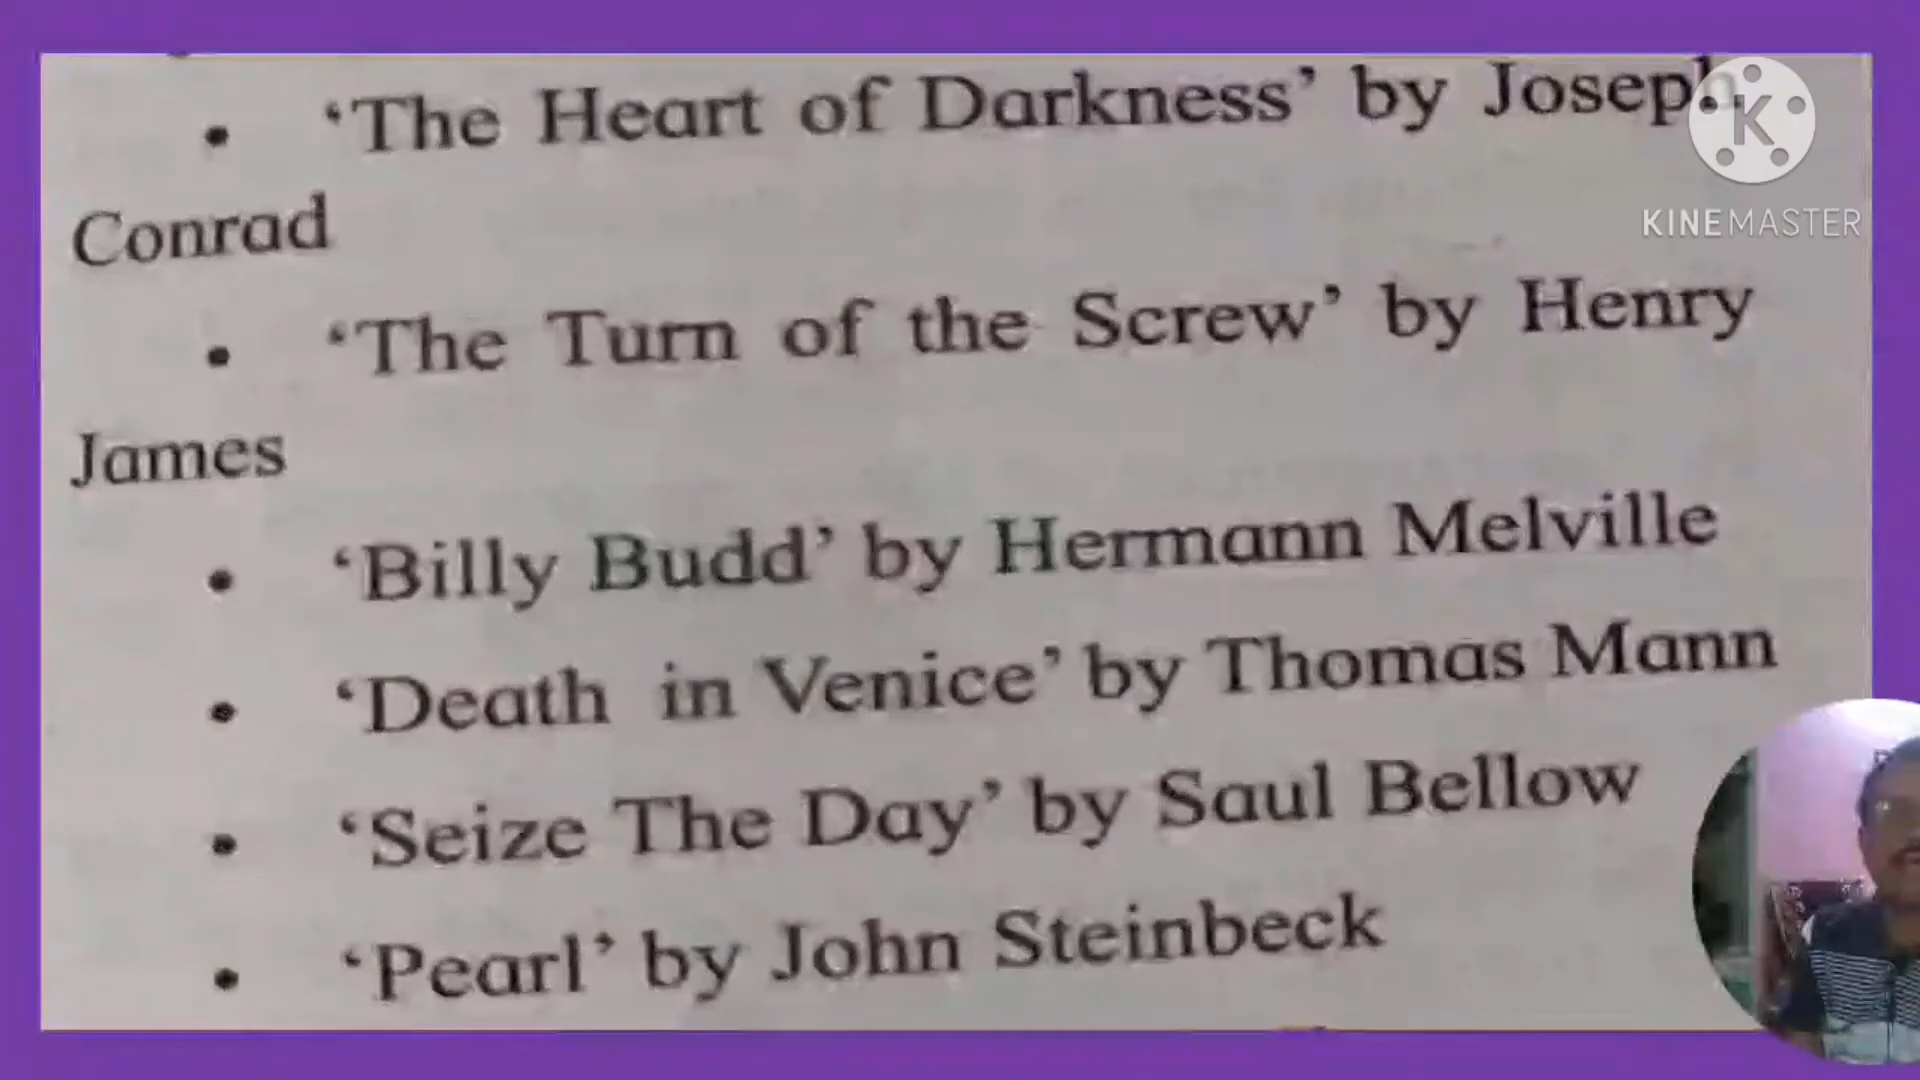 • ‘The Heart of Darkness’ by Joseph
Conrad
• ‘The Turn of the Screw’ by Henry
James
• ‘Billy Budd’ by Hermann Melville
• ‘Death in Venice’ by Thomas Mann
• ‘Seize The Day’ by Saul Bellow
• ‘Pearl’ by John Steinbeck
K
KINEMASTER